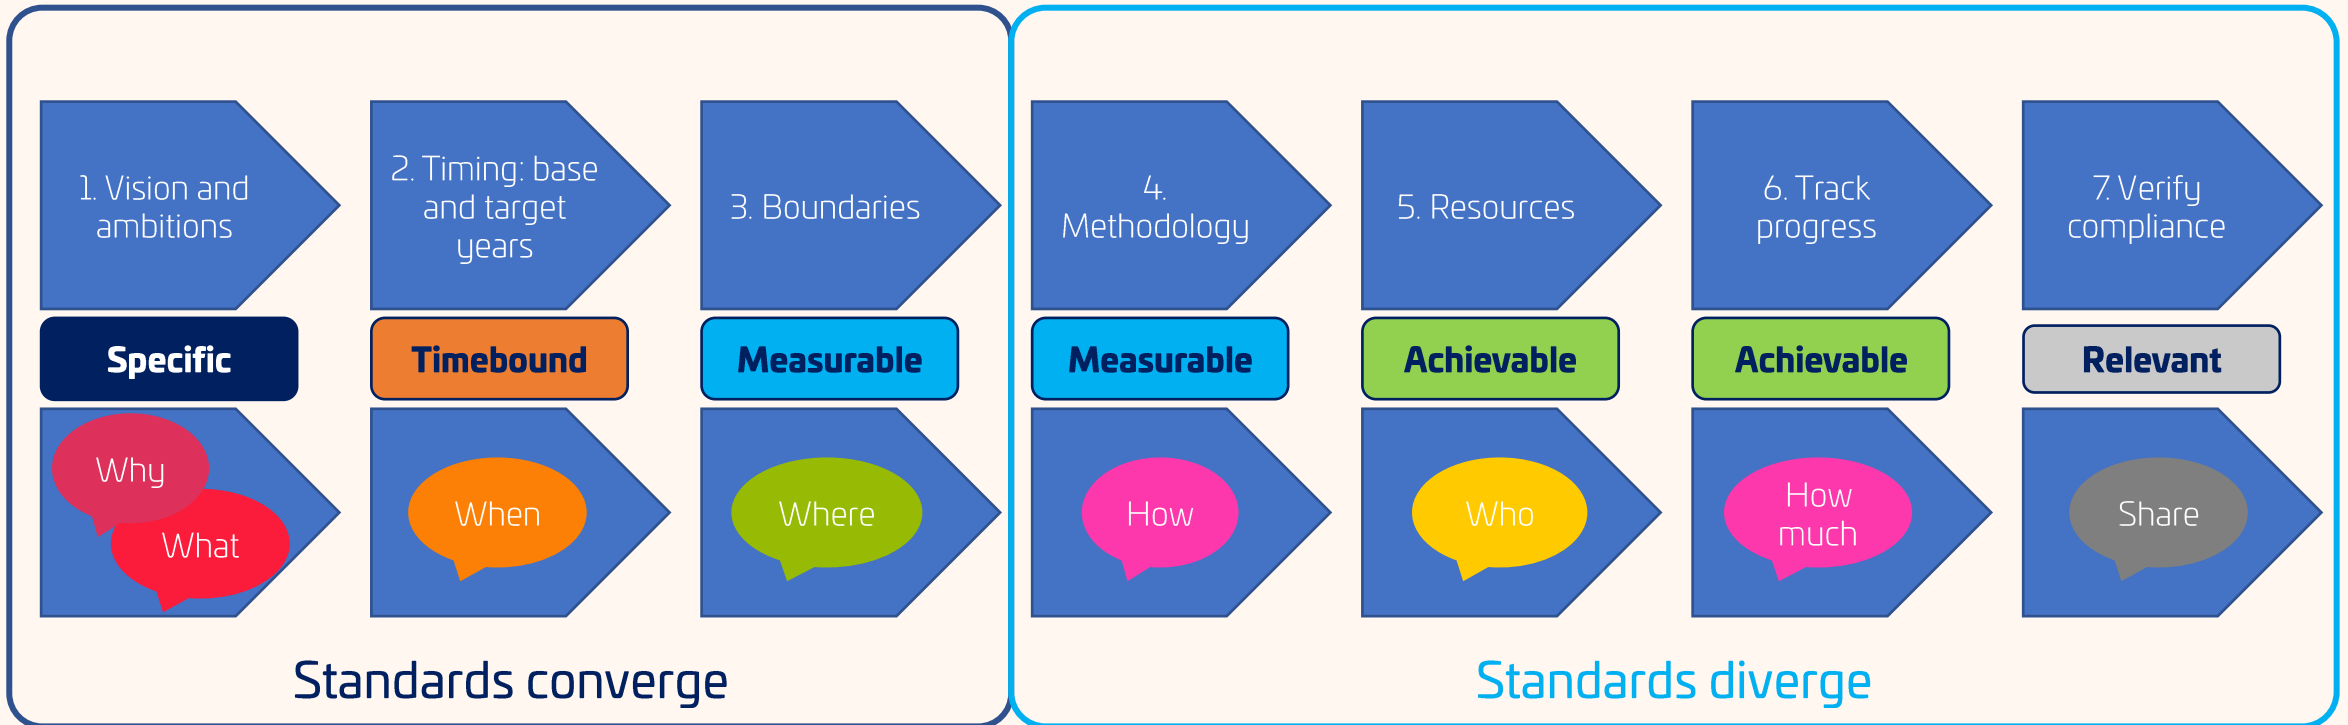 1. Vision and
ambitions
2. Timing: base
and target
years
3. Boundaries
4.
Methodology
5. Resources
6. Track
progress
7. Verify
compliance
Specific
Timebound
Measurable
Measurable
Achievable
Achievable
Relevant
Why
What
When
Where
How
Who
How
much
Share
Standards converge
Standards diverge